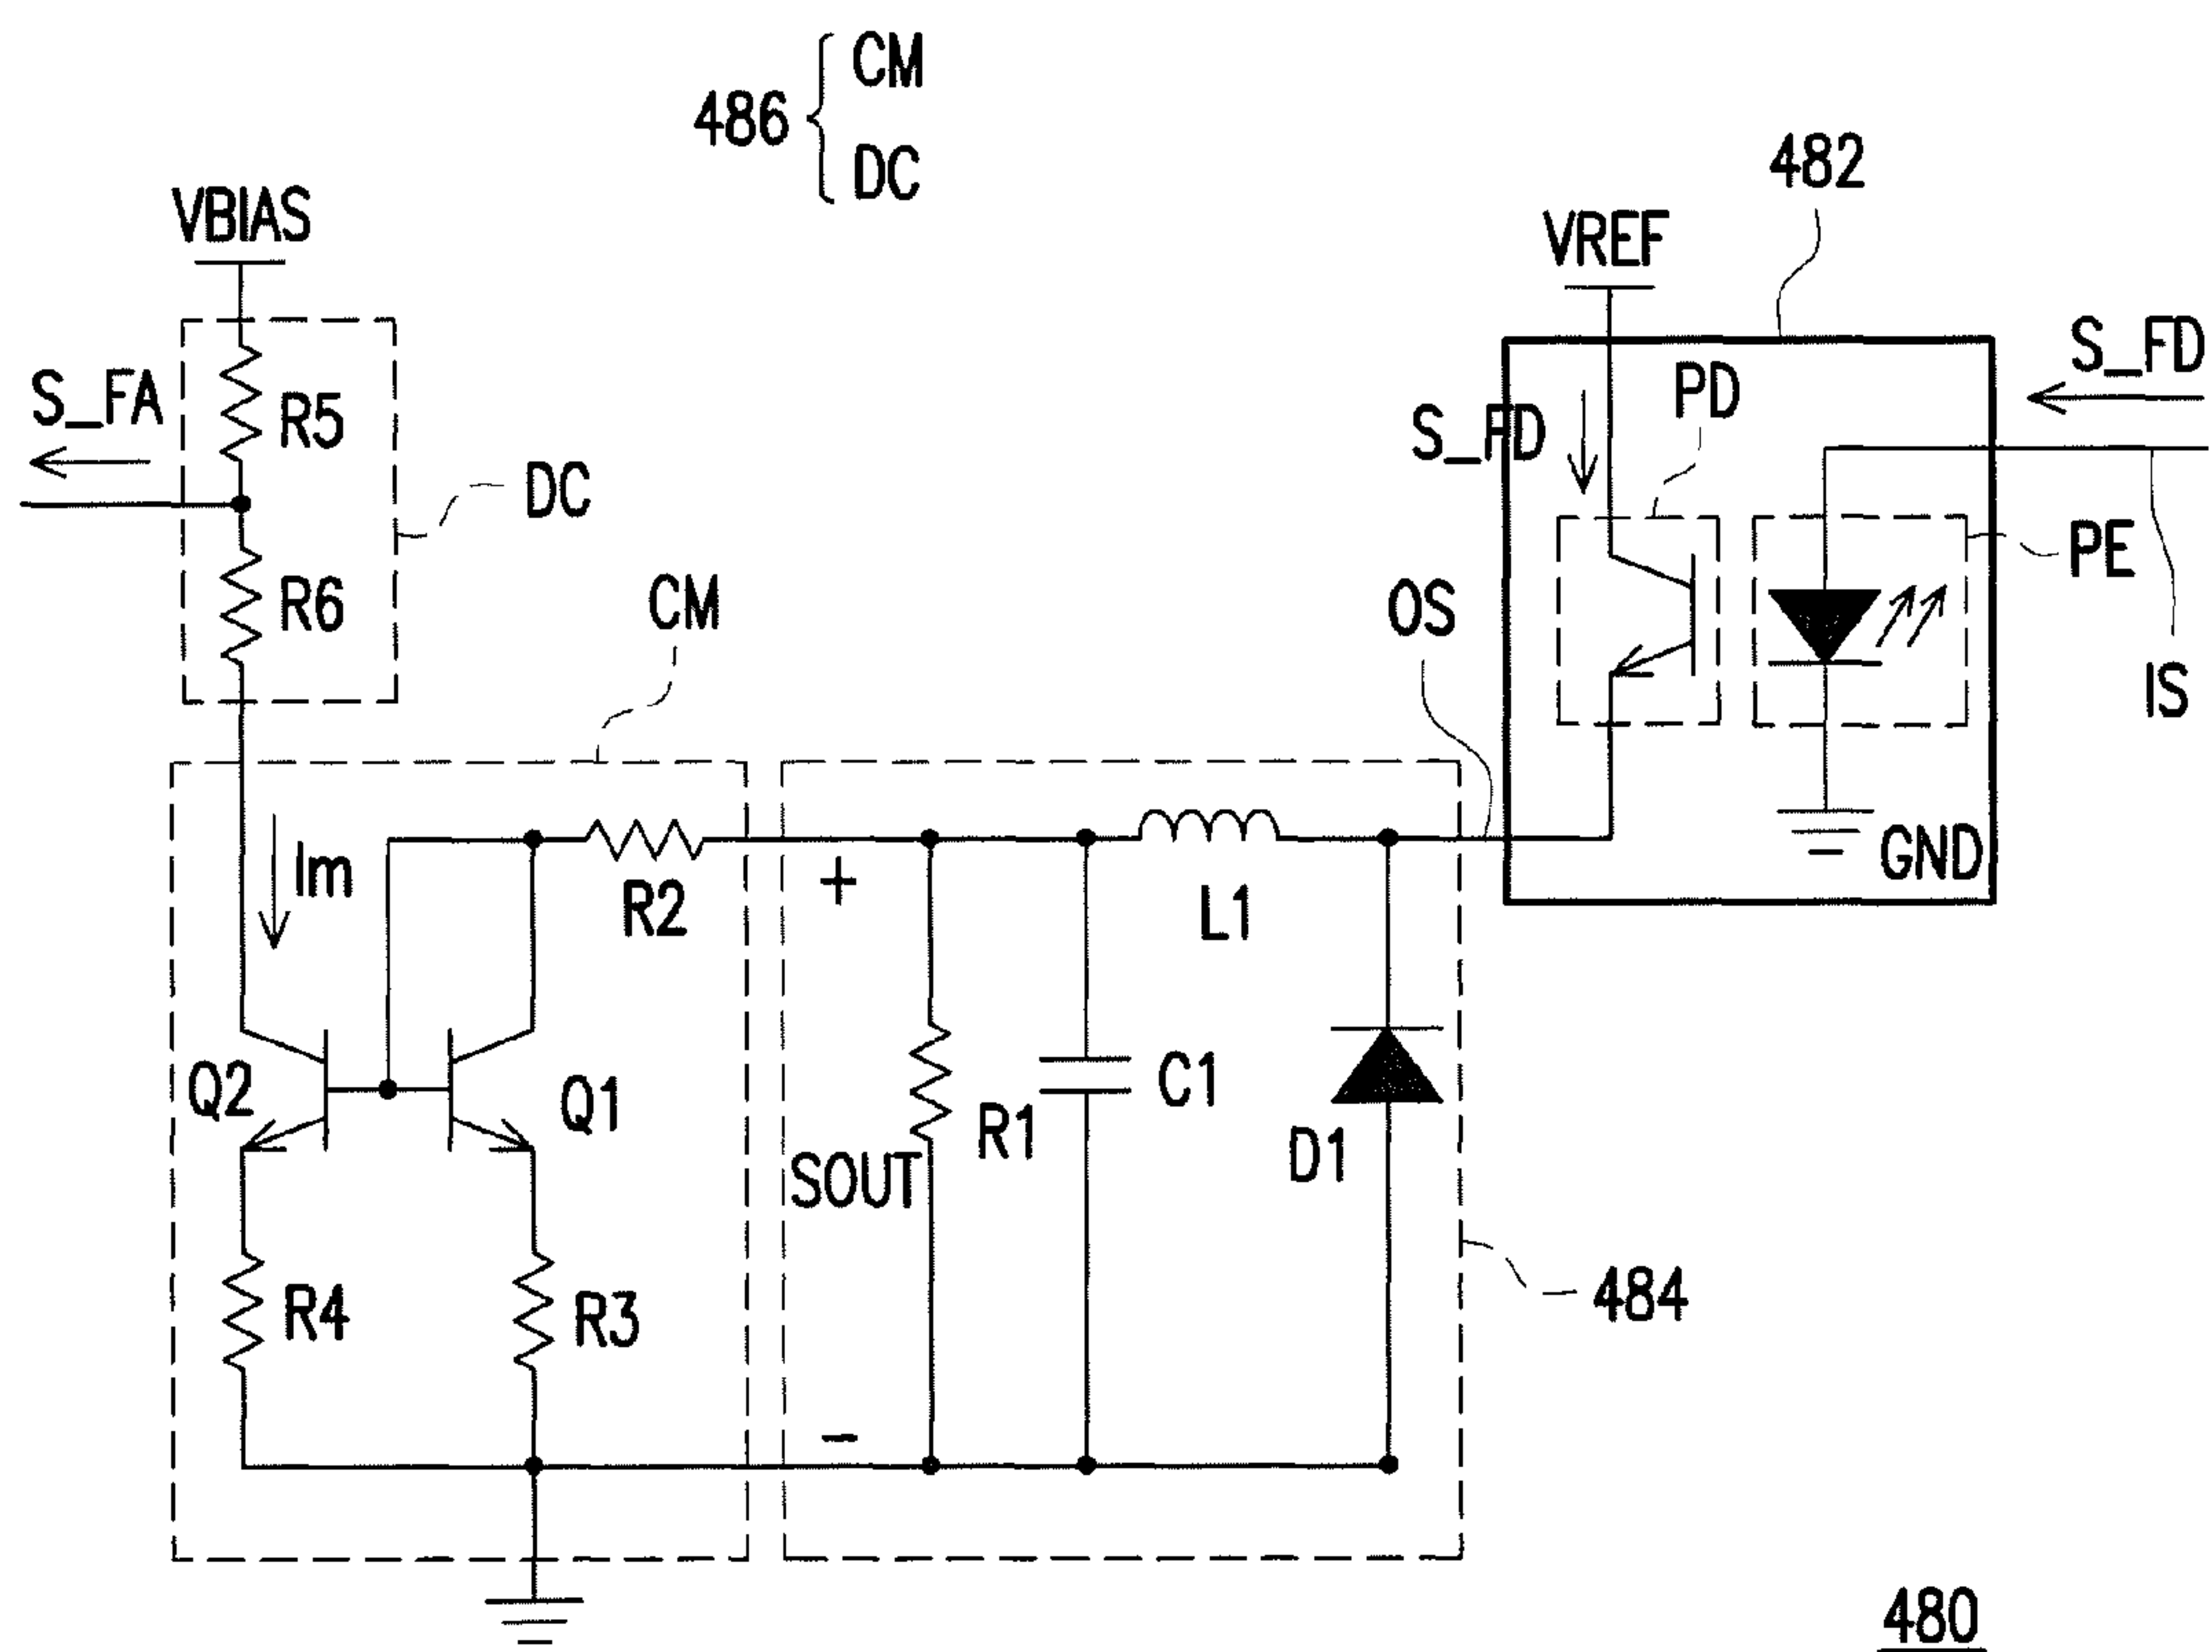 486
CM
DC
482
VBIAS
VREF
S_FD
S_FA
R5
DC
S_FD
PD
PE
R6
CM
OS
IS
Im
R2
+
L1
GND
Q2
Q1
R1
C1
D1
SOUT
R4
R3
484
-
480